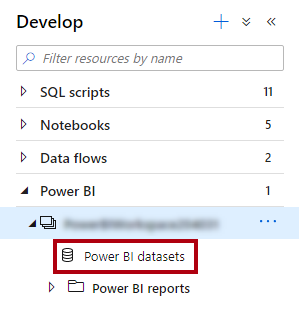 Develop
Filter resources by name
SQL scripts 11
Notebooks 5
Data flows 2
Power BI 1
Power BI datasets
Power BI reports